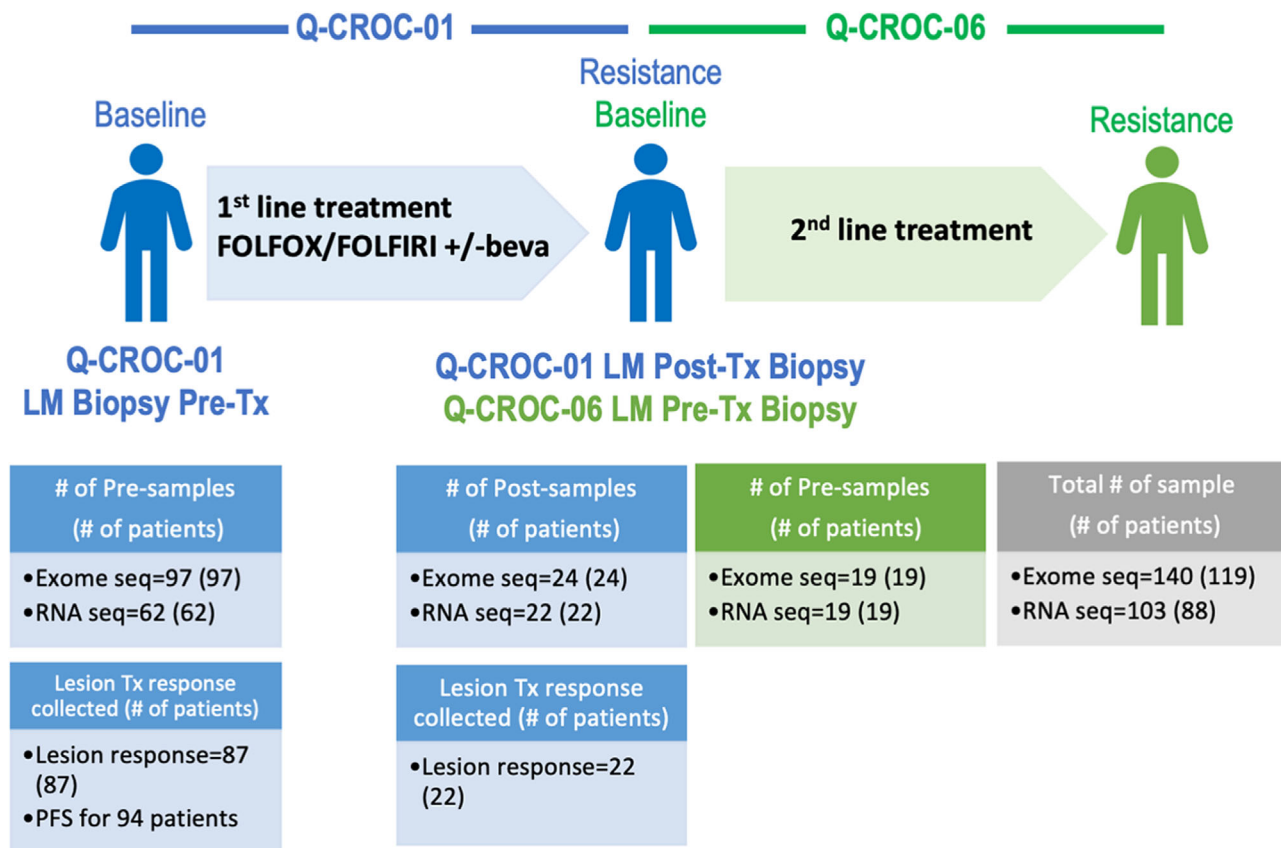 Q-CROC-01
Q-CROC-06
Baseline
Resistance
Baseline
Resistance
1st line treatment
FOLFOX/FOLFIRI +/-beva
2nd line treatment
Q-CROC-01
LM Biopsy Pre-Tx
Q-CROC-01 LM Post-Tx Biopsy
Q-CROC-06 LM Pre-Tx Biopsy
# of Pre-samples
(# of patients)
•Exome seq=97 (97)
•RNA seq=62 (62)
# of Post-samples
(# of patients)
•Exome seq=24 (24)
•RNA seq=22 (22)
# of Pre-samples
(# of patients)
•Exome seq=19 (19)
•RNA seq=19 (19)
Total # of sample
(# of patients)
•Exome seq=140 (119)
•RNA seq=103 (88)
Lesion Tx response
collected (# of patients)
•Lesion response=87
(87)
•PFS for 94 patients
Lesion Tx response
collected (# of patients)
•Lesion response=22
(22)